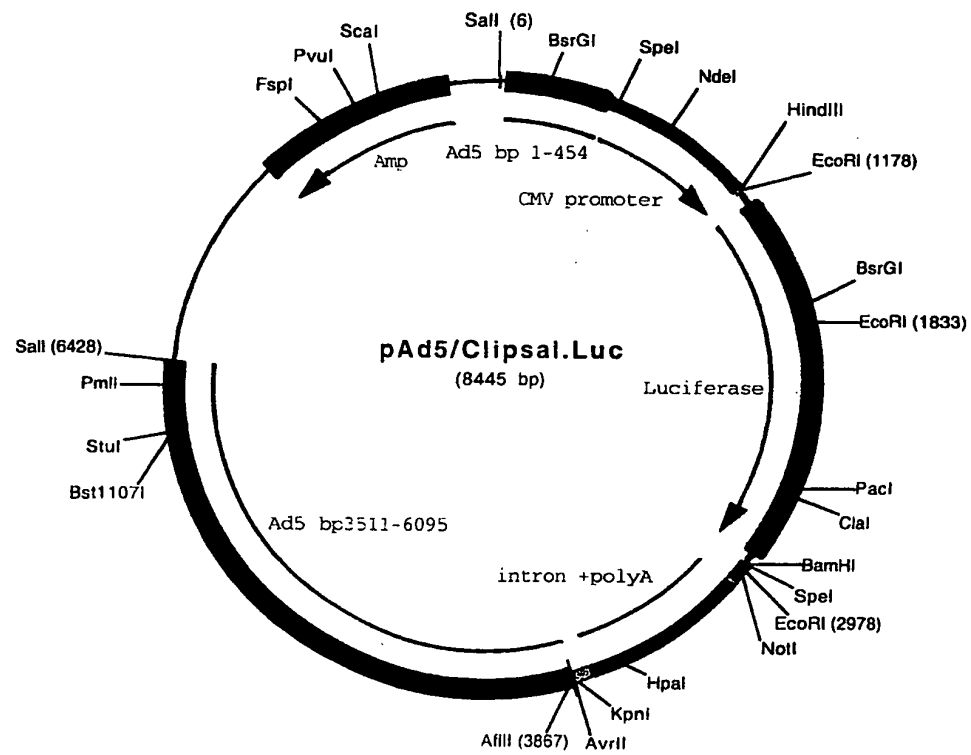 SalI (6)
BsrGI
SpeI
NdeI
HindIII
EcoRI (1178)
ScaI
PvuI
FspI
Amp
Ad5 bp 1-454
CMV promoter
BsrGI
EcoRI (1833)
pAd5/Clipsal.Luc
(8445 bp)
Luciferase
SalI (6428)
PmlI
StuI
Bst1107I
Ad5 bp3511-6095
PacI
ClaI
intron +polyA
BamHI
SpeI
EcoRI (2978)
NotI
HpaI
KpnI
AvrII
AflII (3867)